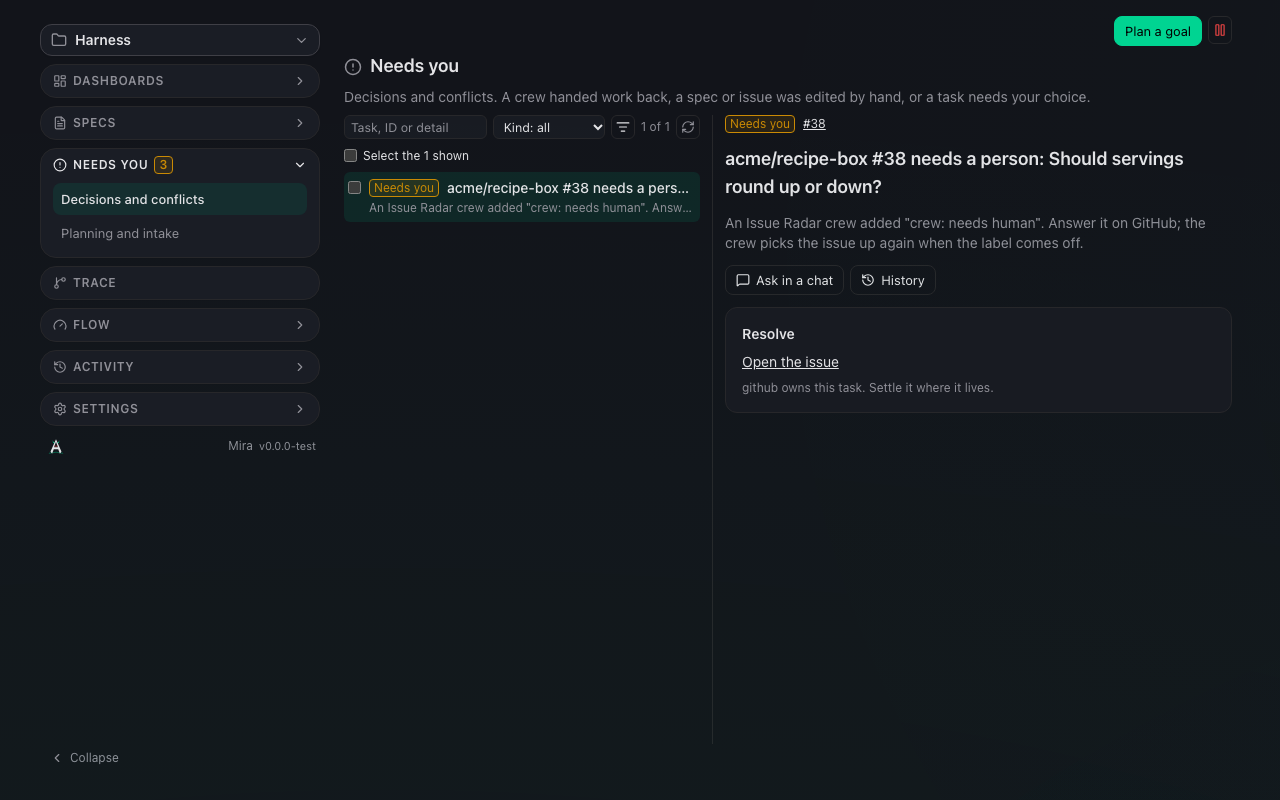 Harness
DASHBOARDS
SPECS
NEEDS YOU 3
Decisions and conflicts
Planning and intake
TRACE
FLOW
ACTIVITY
SETTINGS
A
Mira v0.0.0-test
Collapse
Plan a goal
Needs you
Decisions and conflicts. A crew handed work back, a spec or issue was edited by hand, or a task needs your choice.
Task, ID or detail
Kind: all
1 of 1
Select the 1 shown
Needs you acme/recipe-box #38 needs a pers...
An Issue Radar crew added "crew: needs human". Answ...
Needs you #38
acme/recipe-box #38 needs a person: Should servings
round up or down?
An Issue Radar crew added "crew: needs human". Answer it on GitHub; the
crew picks the issue up again when the label comes off.
Ask in a chat
History
Resolve
Open the issue
github owns this task. Settle it where it lives.